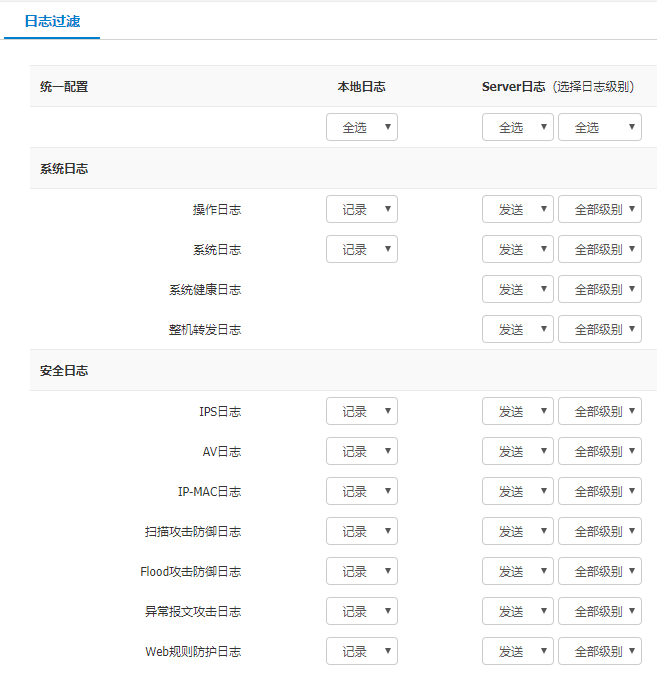 日志过滤
统一配置 本地日志 Server日志（选择日志级别）
全选 全选 全选
系统日志
操作日志 记录 发送 全部级别
系统日志 记录 发送 全部级别
系统健康日志 发送 全部级别
整机转发日志 发送 全部级别
安全日志
IPS日志 记录 发送 全部级别
AV日志 记录 发送 全部级别
IP-MAC日志 记录 发送 全部级别
扫描攻击防御日志 记录 发送 全部级别
Flood攻击防御日志 记录 发送 全部级别
异常报文攻击日志 记录 发送 全部级别
Web规则防护日志 记录 发送 全部级别